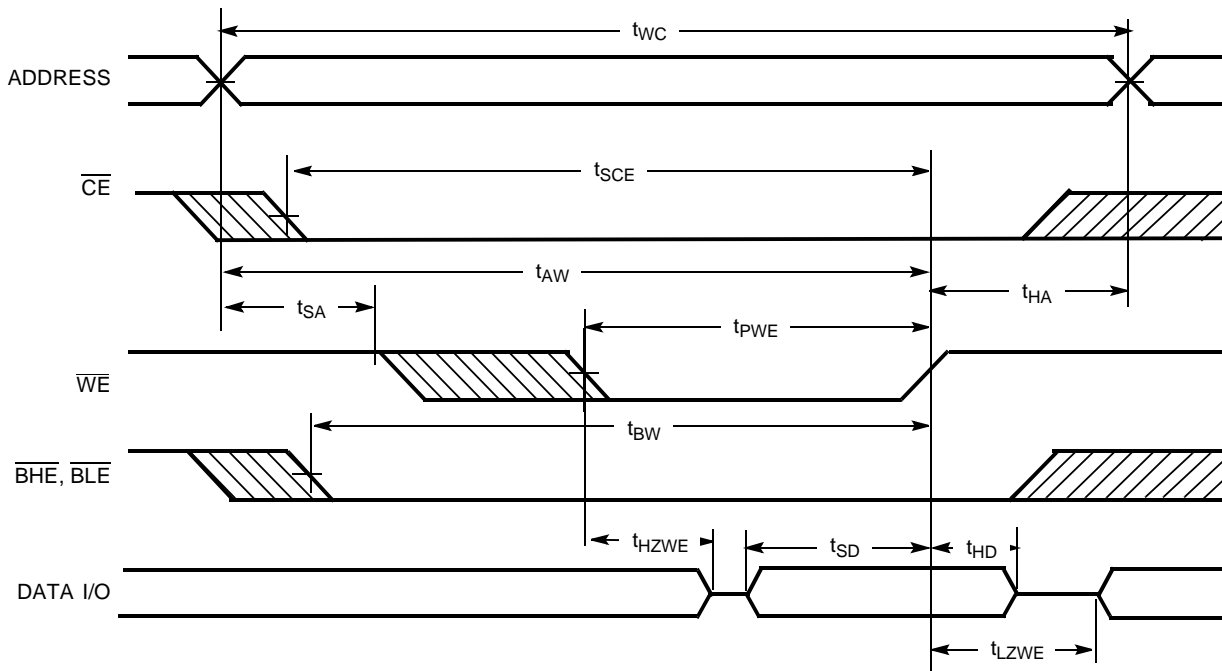 tWC
ADDRESS
tSCE
CE
tAW
tSA
tHA
tPWE
WE
tBW
BHE, BLE
tHZWE
tSD
tHD
DATA I/O
tLZWE